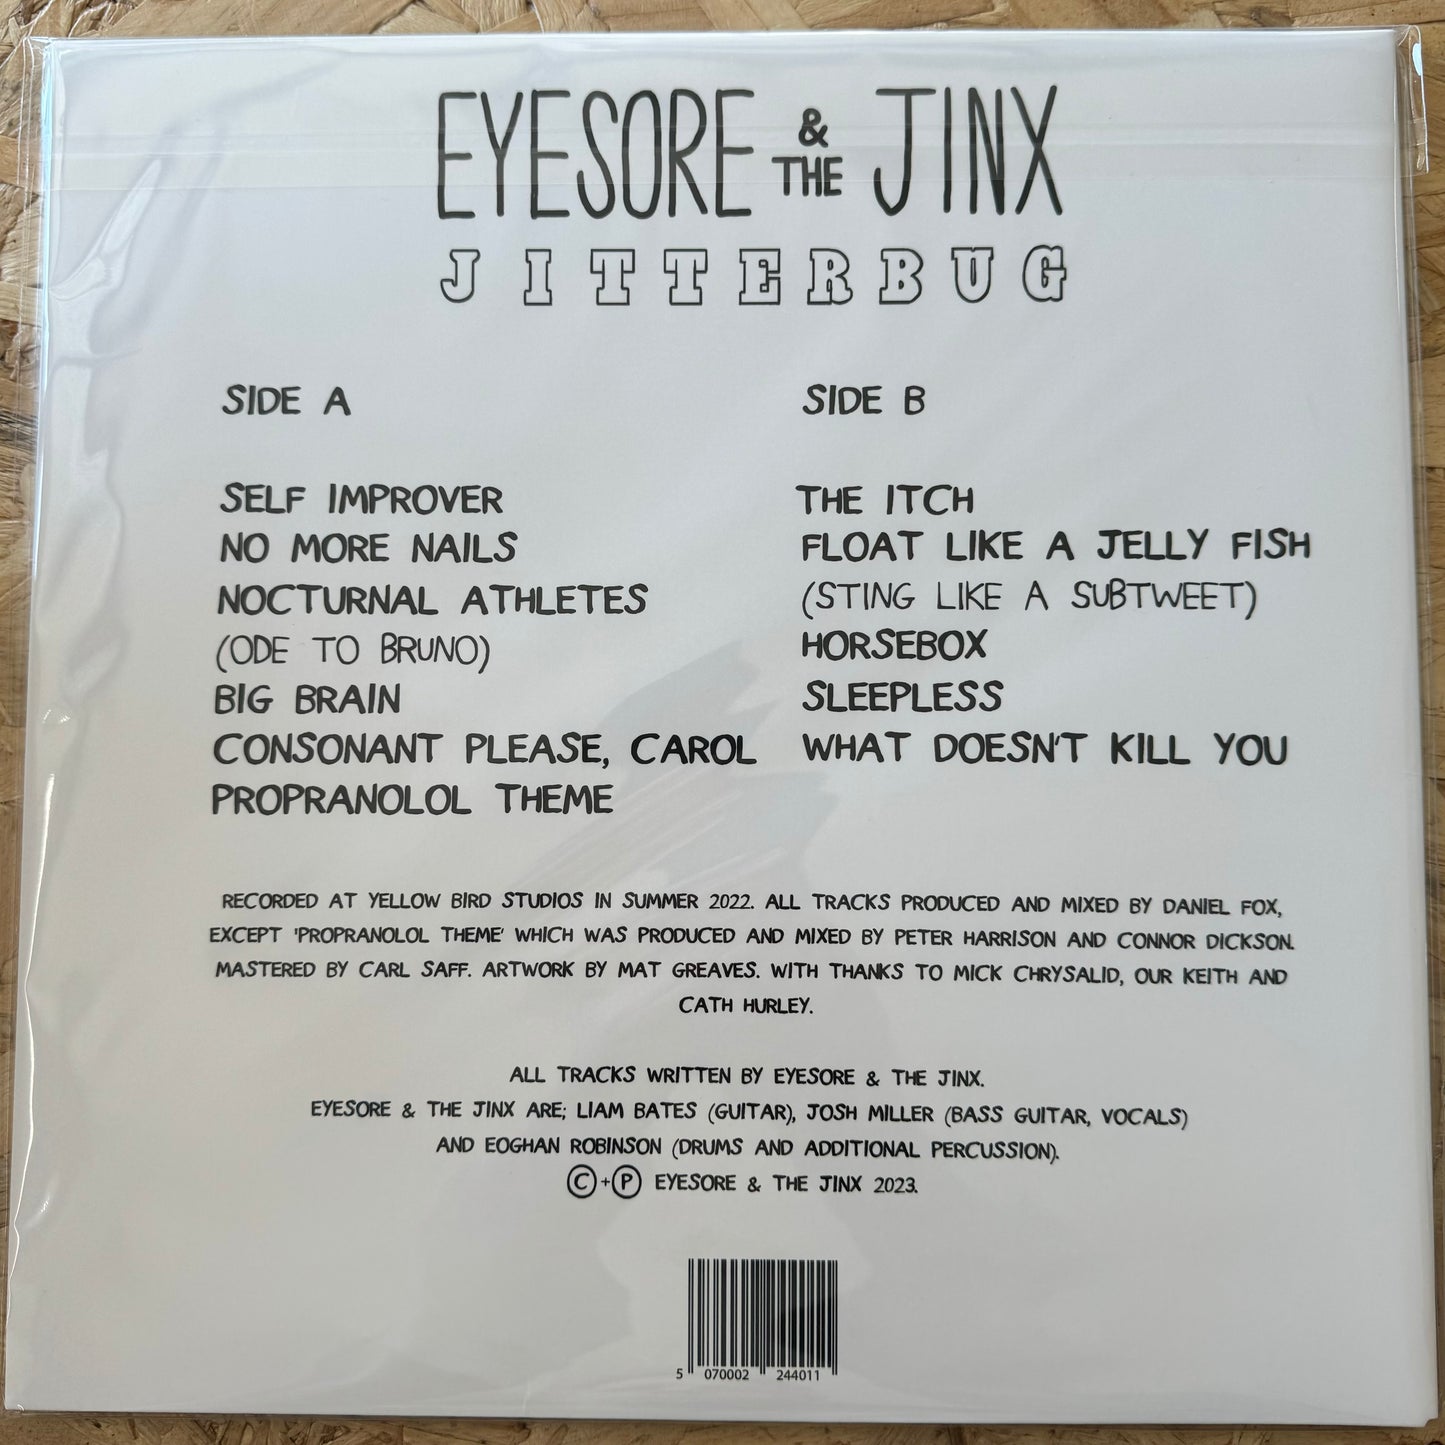 EYESORE & THE JINX
JITTERBUG
SIDE A
SELF IMPROVER
NO MORE NAILS
NOCTURNAL ATHLETES
(ODE TO BRUNO)
BIG BRAIN
CONSONANT PLEASE, CAROL
PROPRANOLOL THEME
SIDE B
THE ITCH
FLOAT LIKE A JELLY FISH
(STING LIKE A SUBTWEET)
HORSEBOX
SLEEPLESS
WHAT DOESN'T KILL YOU
RECORDED AT YELLOW BIRD STUDIOS IN SUMMER 2022. ALL TRACKS PRODUCED AND MIXED BY DANIEL FOX,
EXCEPT 'PROPRANOLOL THEME' WHICH WAS PRODUCED AND MIXED BY PETER HARRISON AND CONNOR DICKSON.
MASTERED BY CARL SAFF. ARTWORK BY MAT GREAVES. WITH THANKS TO MICK CHRYSALID, OUR KEITH AND
CATH HURLEY.
ALL TRACKS WRITTEN BY EYESORE & THE JINX.
EYESORE & THE JINX ARE; LIAM BATES (GUITAR), JOSH MILLER (BASS GUITAR, VOCALS)
AND EOGHAN ROBINSON (DRUMS AND ADDITIONAL PERCUSSION).
Ⓒ+Ⓟ EYESORE & THE JINX 2023.
5 070002 244011